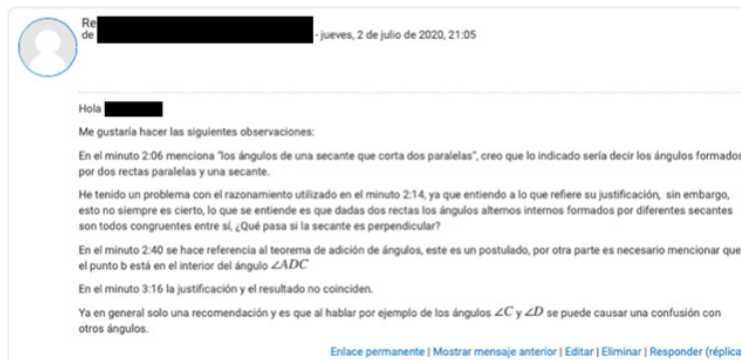 Re
de - jueves, 2 de julio de 2020, 21:05
Hola
Me gustaría hacer las siguientes observaciones:
En el minuto 2:06 menciona "los ángulos de una secante que corta dos paralelas", creo que lo indicado sería decir los ángulos formados
por dos rectas paralelas y una secante.
He tenido un problema con el razonamiento utilizado en el minuto 2:14, ya que entiendo a lo que refiere su justificación, sin embargo,
esto no siempre es cierto, lo que se entiende es que dadas dos rectas los ángulos alternos internos formados por diferentes secantes
son todos congruentes entre sí, ¿Qué pasa si la secante es perpendicular?
En el minuto 2:40 se hace referencia al teorema de adición de ángulos, este es un postulado, por otra parte es necesario mencionar que
el punto b está en el interior del ángulo ∠ADC
En el minuto 3:16 la justificación y el resultado no coinciden.
Ya en general solo una recomendación y es que al hablar por ejemplo de los ángulos ∠C y ∠D se puede causar una confusión con
otros ángulos.
Enlace permanente | Mostrar mensaje anterior | Editar | Eliminar | Responder (réplica